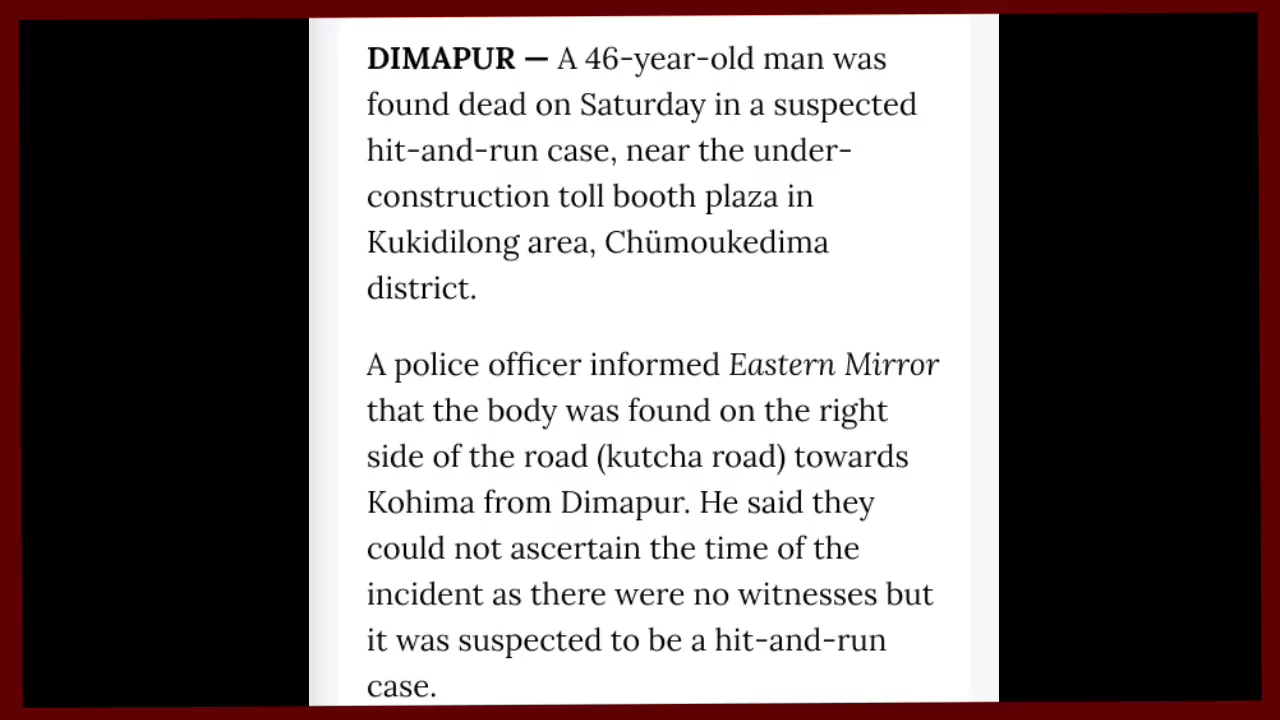 DIMAPUR — A 46-year-old man was
found dead on Saturday in a suspected
hit-and-run case, near the under-
construction toll booth plaza in
Kukidilong area, Chümoukedima
district.
A police officer informed Eastern Mirror
that the body was found on the right
side of the road (kutcha road) towards
Kohima from Dimapur. He said they
could not ascertain the time of the
incident as there were no witnesses but
it was suspected to be a hit-and-run
case.